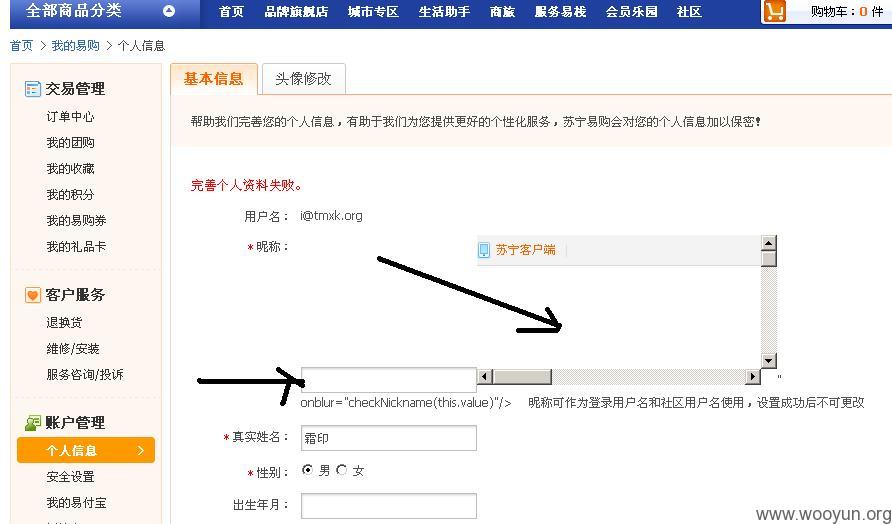 全部商品分类 首页 品牌旗舰店 城市专区 生活助手 商旅 服务易栈 会员乐园 社区 购物车：0 件
首页 > 我的易购 > 个人信息
交易管理
订单中心
我的团购
我的收藏
我的积分
我的易购券
我的礼品卡
客户服务
退换货
维修/安装
服务咨询/投诉
账户管理
个人信息 >
安全设置
我的易付宝
基本信息 头像修改
帮助我们完善您的个人信息，有助于我们为您提供更好的个性化服务，苏宁易购会对您的个人信息加以保密！
完善个人资料失败。
用户名： i@tmxk.org
*昵称： 苏宁客户端
"
onblur="checkNickname(this.value)"/> 昵称可作为登录用户名和社区用户名使用，设置成功后不可更改
*真实姓名： 霜印
*性别： 男 女
出生年月：
www.wooyun.org